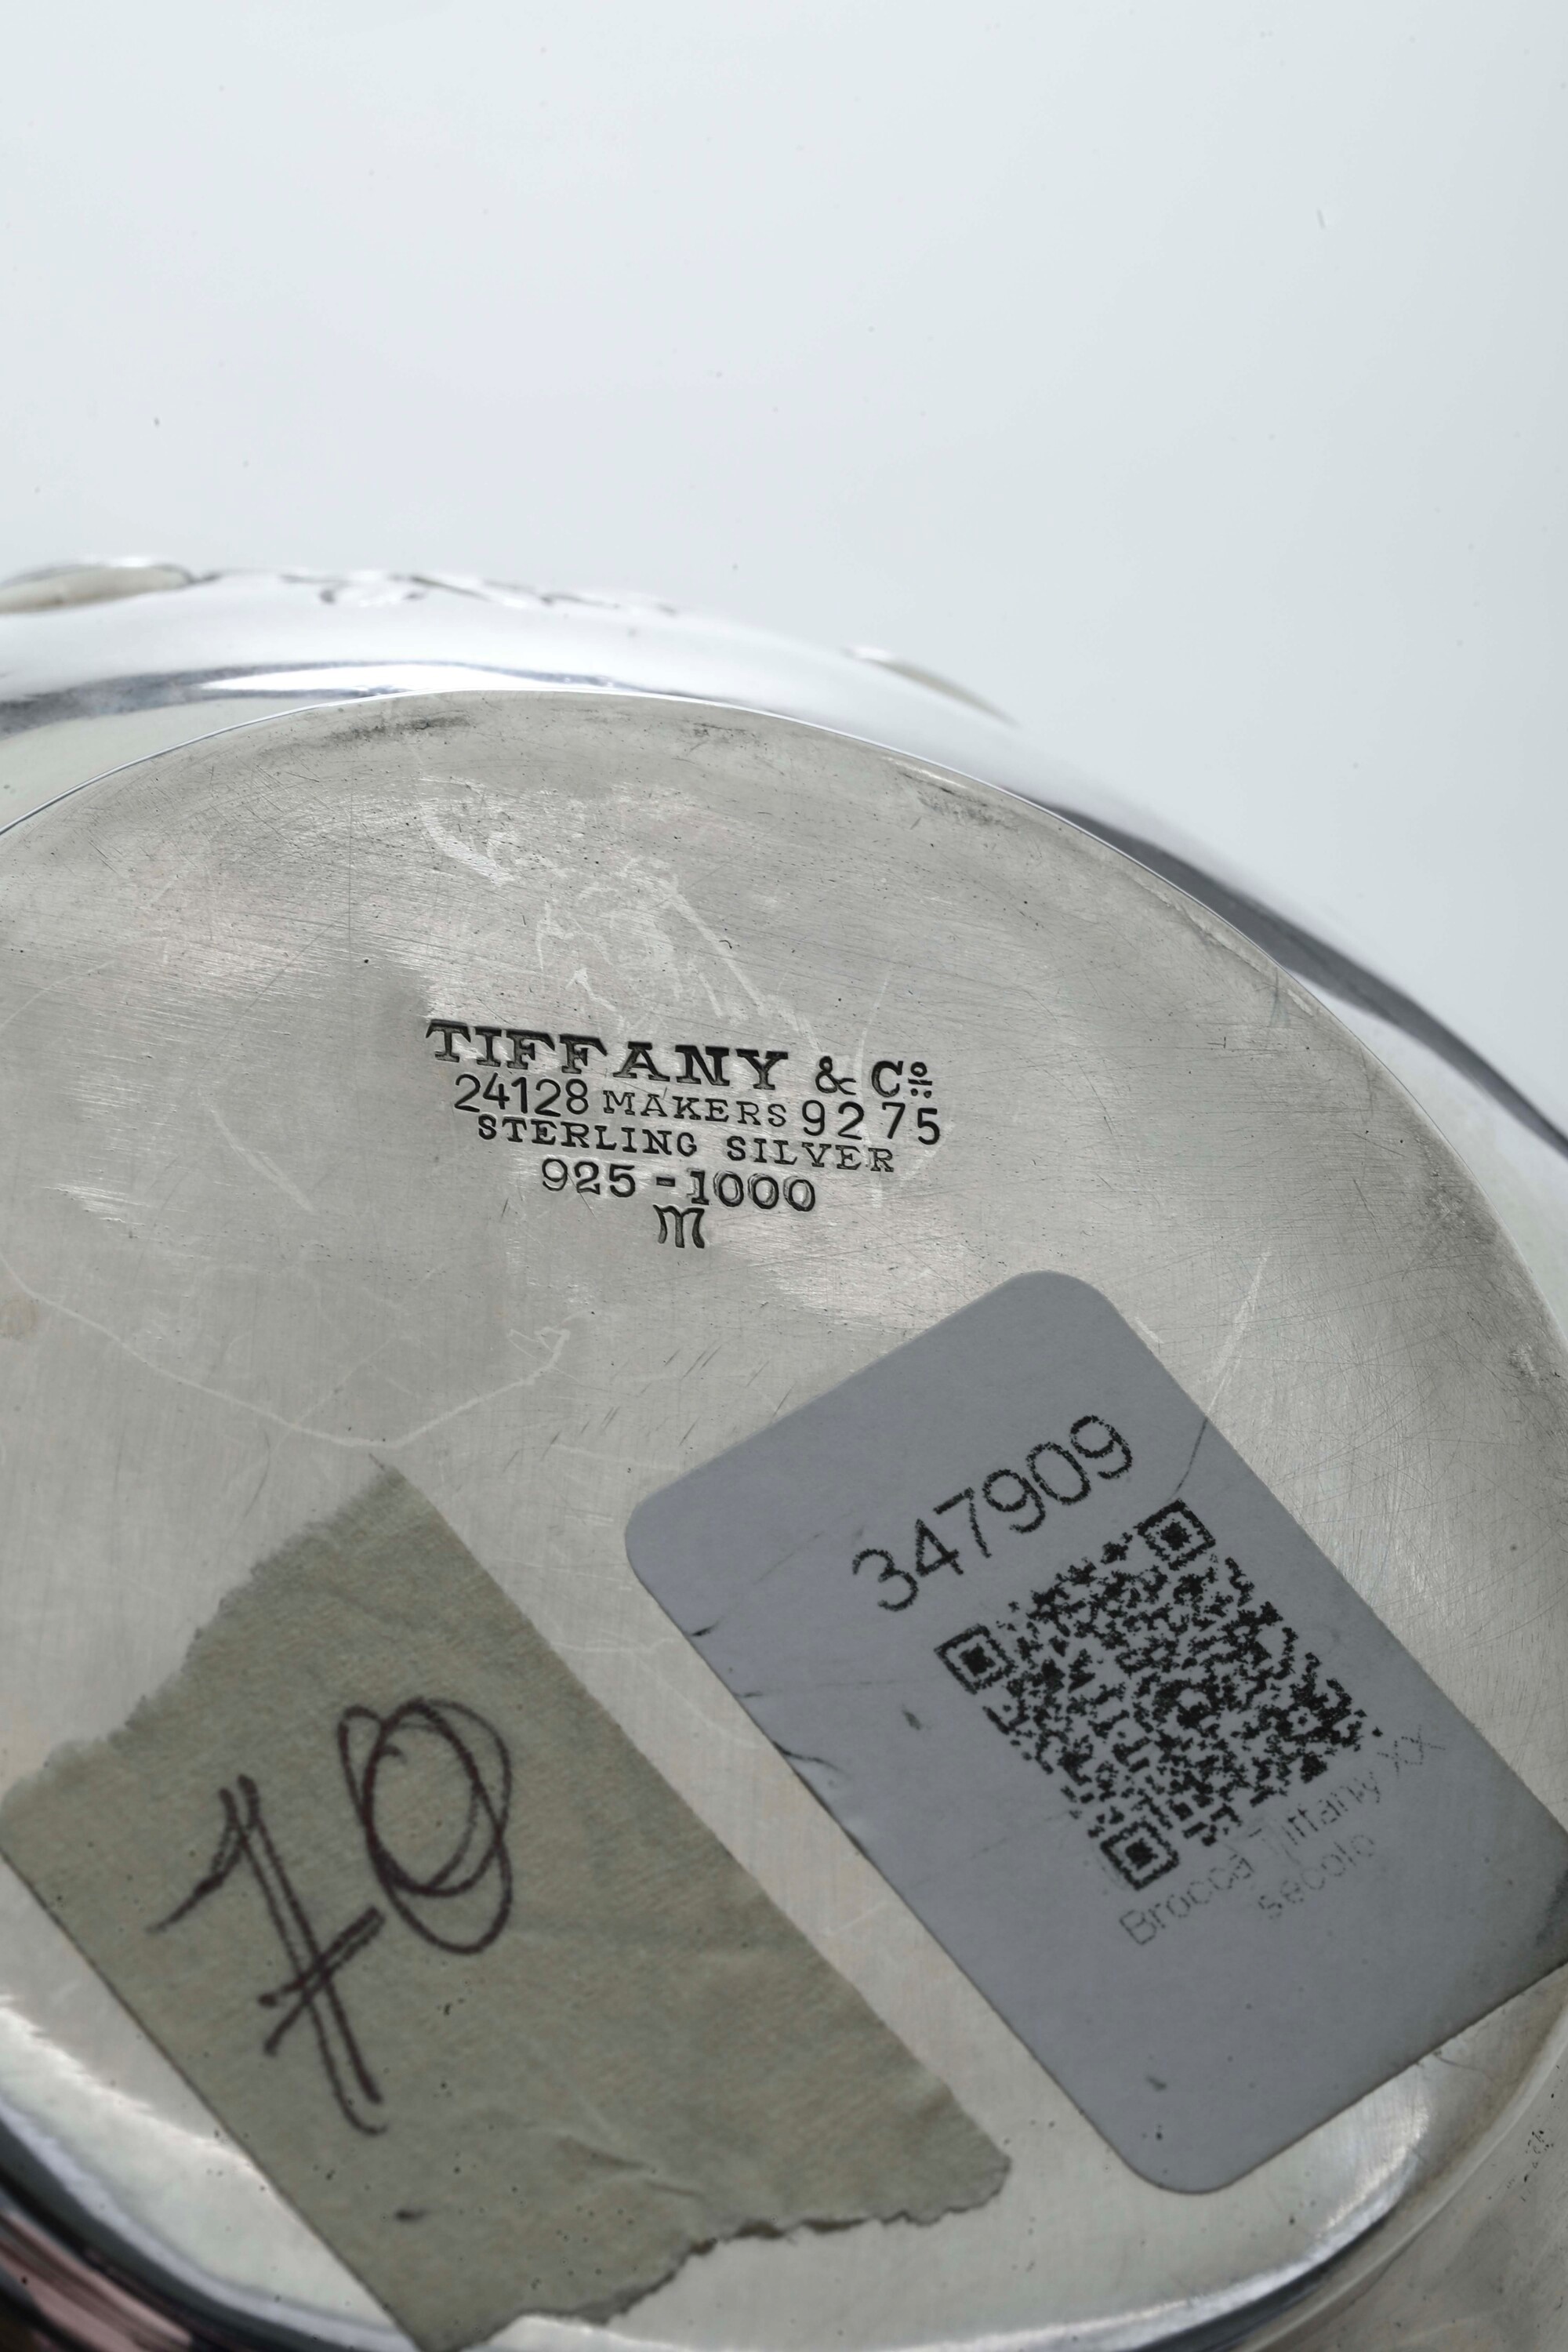 TIFFANY & Co
24128 MAKERS 9275
STERLING SILVER
925-1000
m
347909
Brocca Tiffany XX
secolo
70